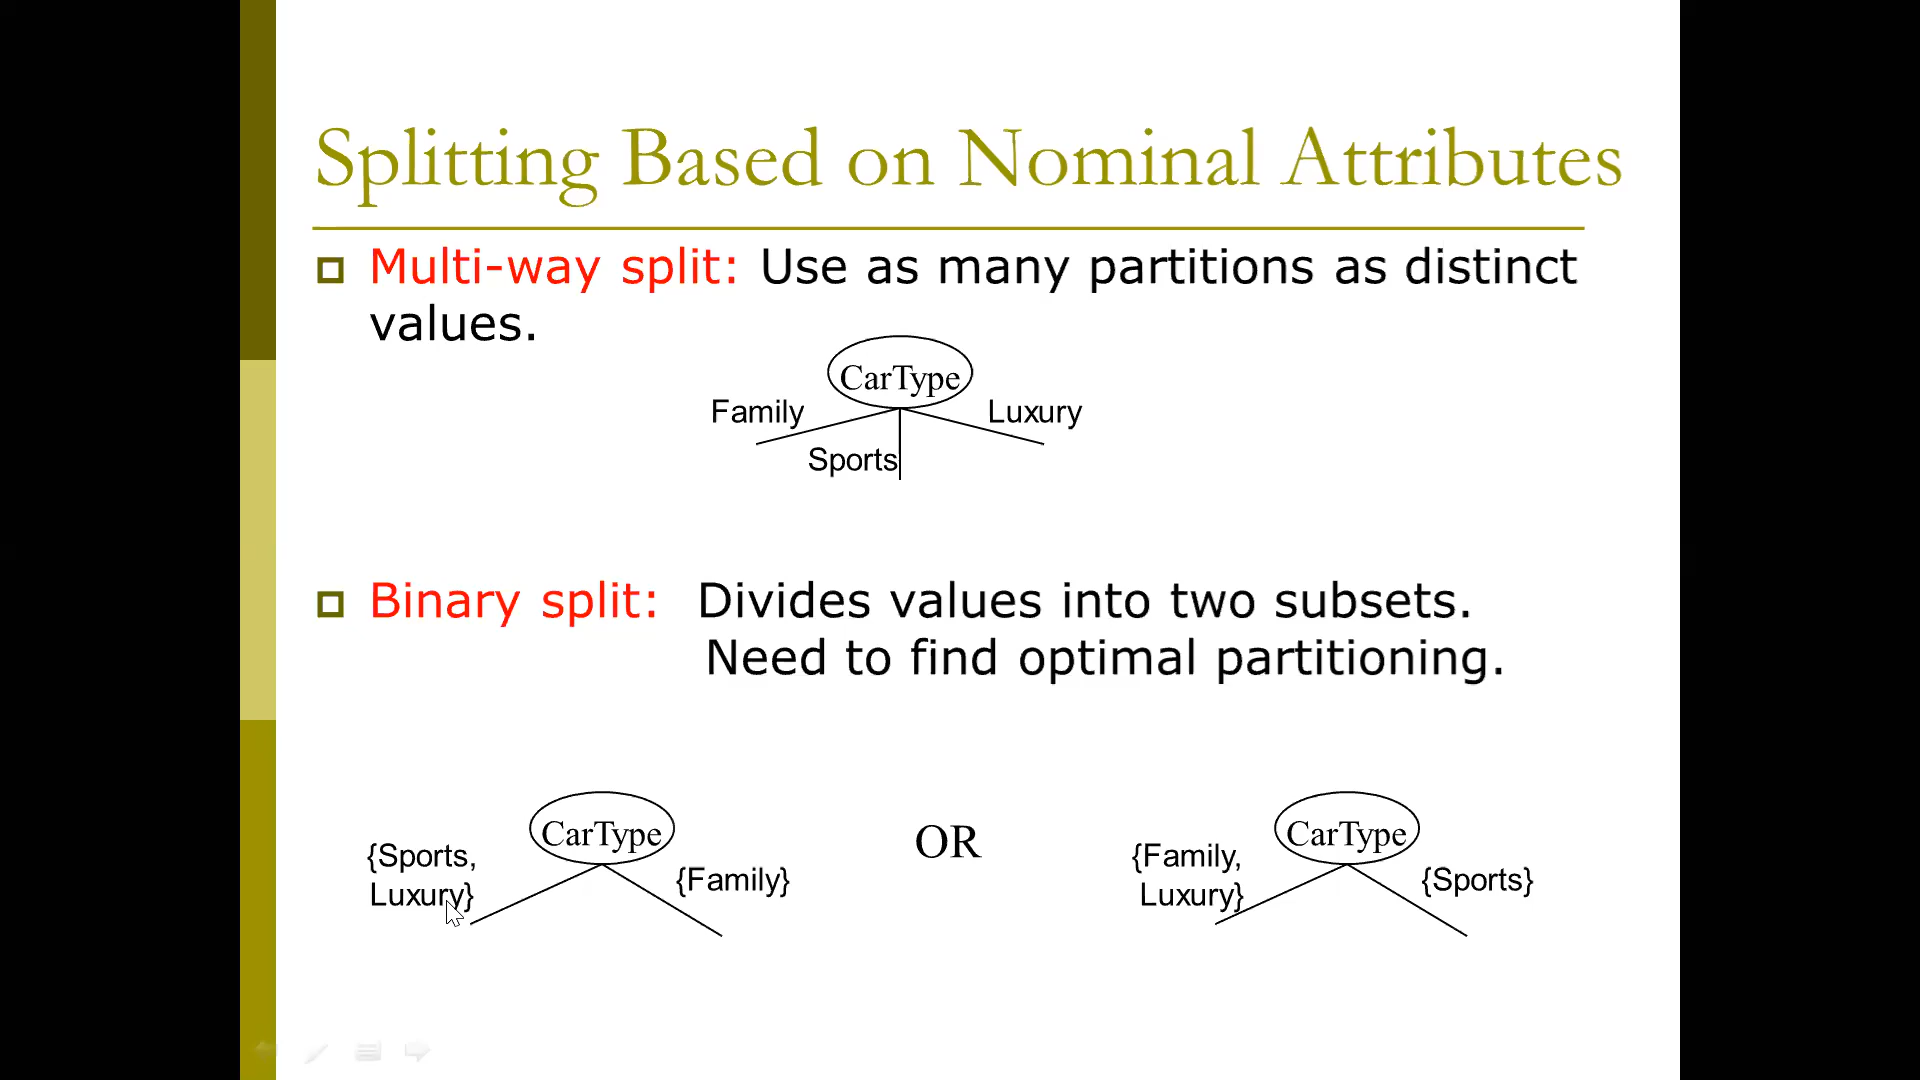 Splitting Based on Nominal Attributes
Multi-way split: Use as many partitions as distinct
values.
CarType
Family
Luxury
Sports
Binary split: Divides values into two subsets.
Need to find optimal partitioning.
CarType
{Sports,
Luxury}
{Family}
OR
CarType
{Family,
Luxury}
{Sports}